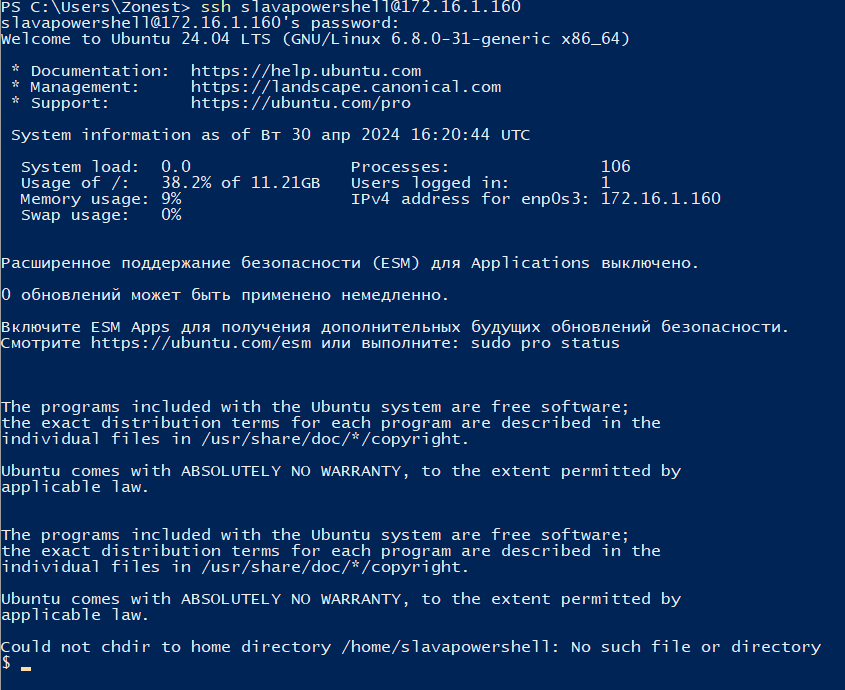 PS C:\Users\Zonest> ssh slavapowershell@172.16.1.160
slavapowershell@172.16.1.160's password:
Welcome to Ubuntu 24.04 LTS (GNU/Linux 6.8.0-31-generic x86_64)
* Documentation: https://help.ubuntu.com
* Management: https://landscape.canonical.com
* Support: https://ubuntu.com/pro
System information as of Вт 30 апр 2024 16:20:44 UTC
System load: 0.0 Processes: 106
Usage of /: 38.2% of 11.21GB Users logged in: 1
Memory usage: 9% IPv4 address for enp0s3: 172.16.1.160
Swap usage: 0%
Расширенное поддержание безопасности (ESM) для Applications выключено.
0 обновлений может быть применено немедленно.
Включите ESM Apps для получения дополнительных будущих обновлений безопасности.
Смотрите https://ubuntu.com/esm или выполните: sudo pro status
The programs included with the Ubuntu system are free software;
the exact distribution terms for each program are described in the
individual files in /usr/share/doc/*/copyright.
Ubuntu comes with ABSOLUTELY NO WARRANTY, to the extent permitted by
applicable law.
The programs included with the Ubuntu system are free software;
the exact distribution terms for each program are described in the
individual files in /usr/share/doc/*/copyright.
Ubuntu comes with ABSOLUTELY NO WARRANTY, to the extent permitted by
applicable law.
Could not chdir to home directory /home/slavapowershell: No such file or directory
$